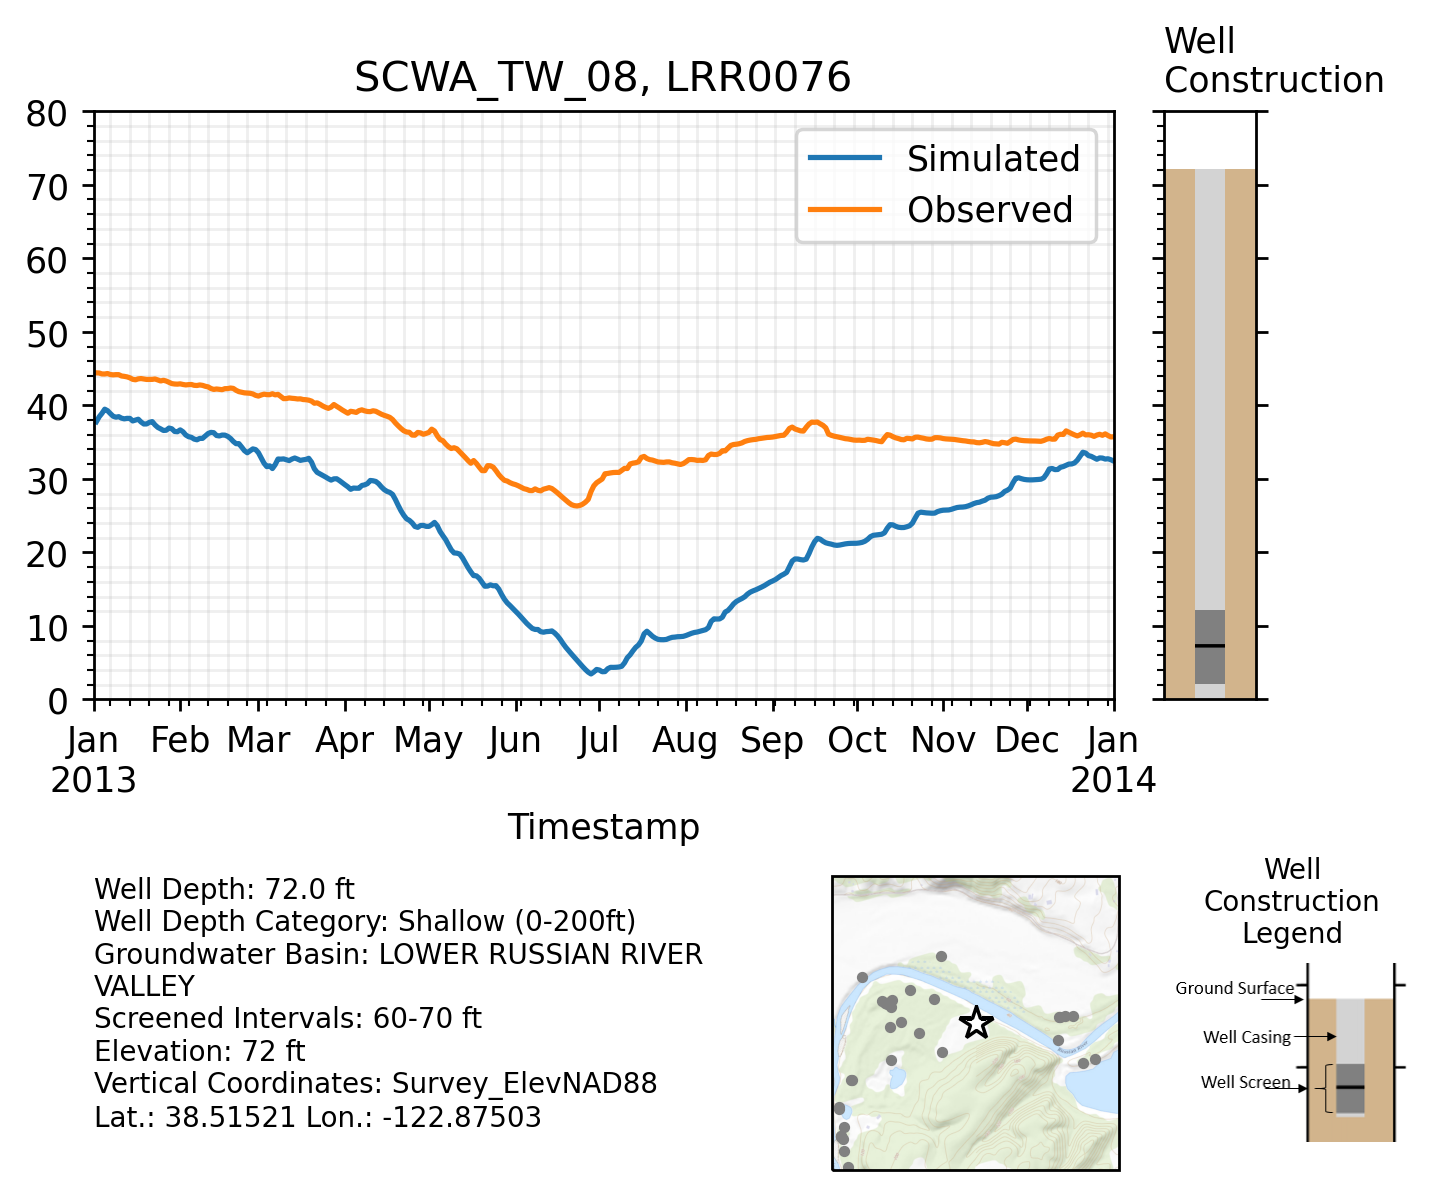 Well
Construction
SCWA_TW_08, LRR0076
80
70
60
50
40
30
20
10
0
Simulated
Observed
Jan Feb Mar Apr May Jun Jul Aug Sep Oct Nov Dec Jan
2013 2014
Timestamp
Well Depth: 72.0 ft
Well Depth Category: Shallow (0-200ft)
Groundwater Basin: LOWER RUSSIAN RIVER
VALLEY
Screened Intervals: 60-70 ft
Elevation: 72 ft
Vertical Coordinates: Survey_ElevNAD88
Lat.: 38.51521 Lon.: -122.87503
Well
Construction
Legend
Ground Surface
Well Casing
Well Screen